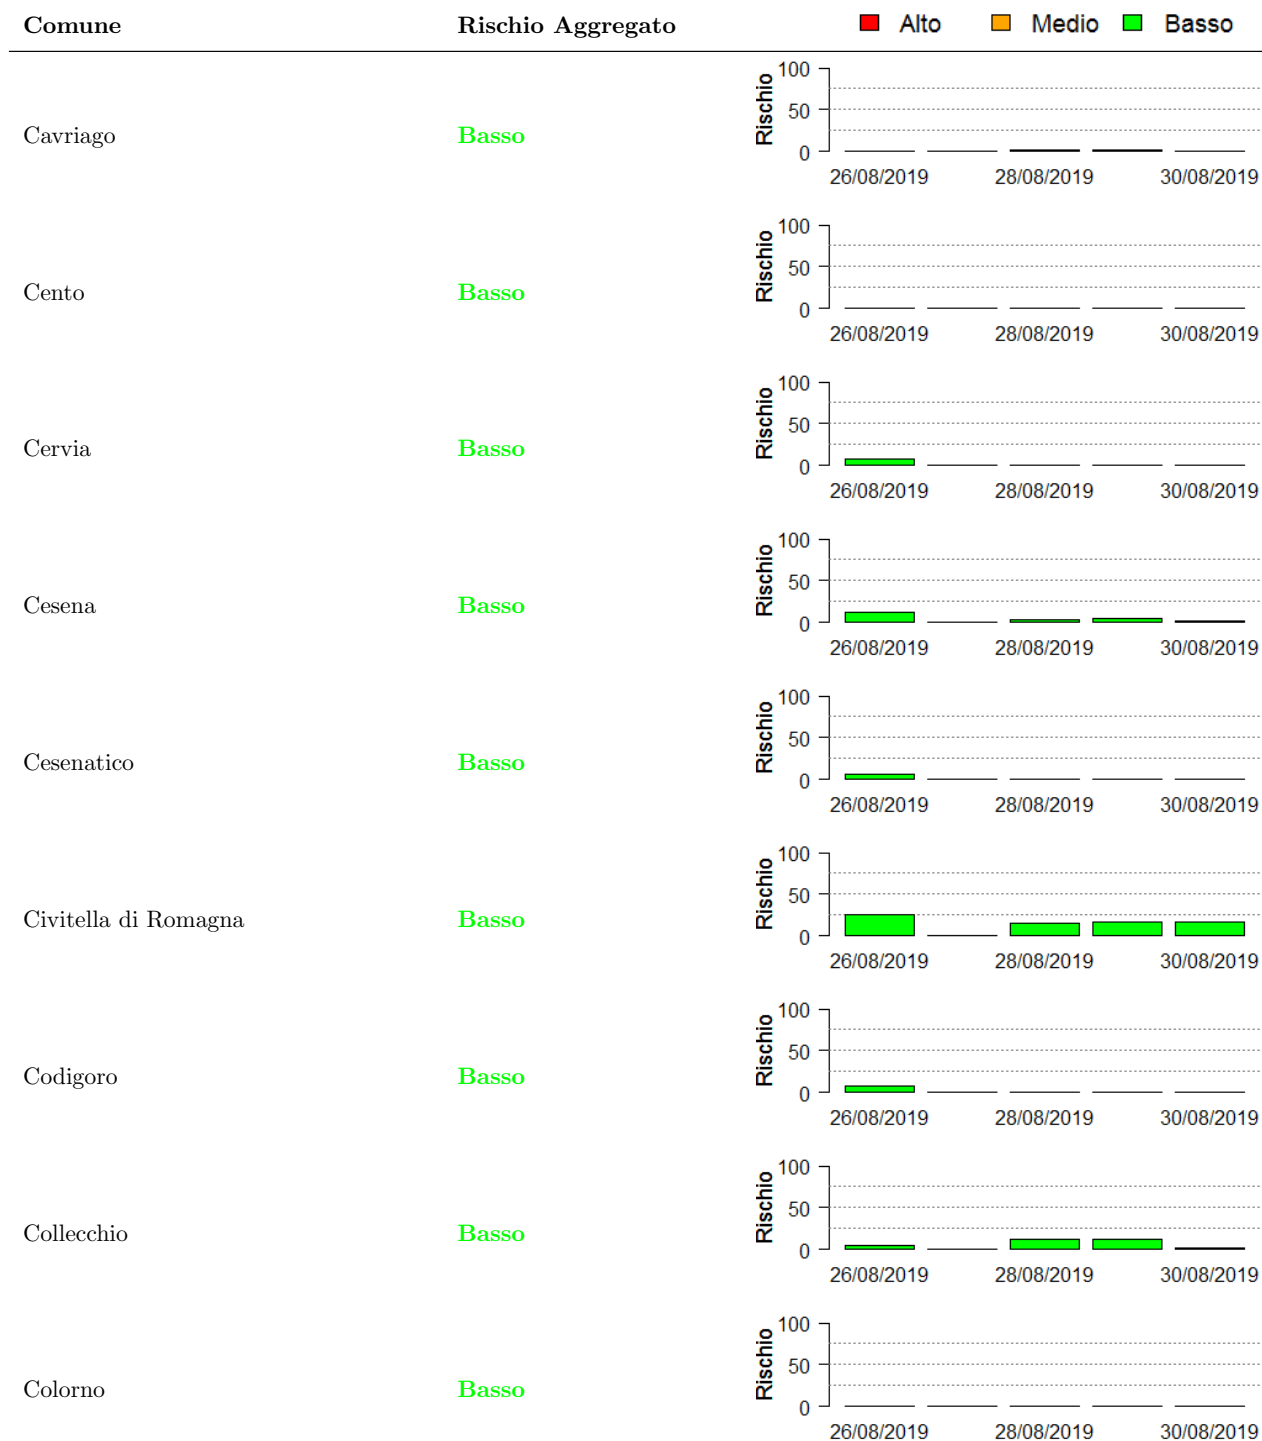 Comune Rischio Aggregato Alto Medio Basso
Cavriago Basso
Rischio
100
50
0
26/08/2019 28/08/2019 30/08/2019
Cento Basso
Rischio
100
50
0
26/08/2019 28/08/2019 30/08/2019
Cervia Basso
Rischio
100
50
0
26/08/2019 28/08/2019 30/08/2019
Cesena Basso
Rischio
100
50
0
26/08/2019 28/08/2019 30/08/2019
Cesenatico Basso
Rischio
100
50
0
26/08/2019 28/08/2019 30/08/2019
Civitella di Romagna Basso
Rischio
100
50
0
26/08/2019 28/08/2019 30/08/2019
Codigoro Basso
Rischio
100
50
0
26/08/2019 28/08/2019 30/08/2019
Collecchio Basso
Rischio
100
50
0
26/08/2019 28/08/2019 30/08/2019
Colorno Basso
Rischio
100
50
0
26/08/2019 28/08/2019 30/08/2019